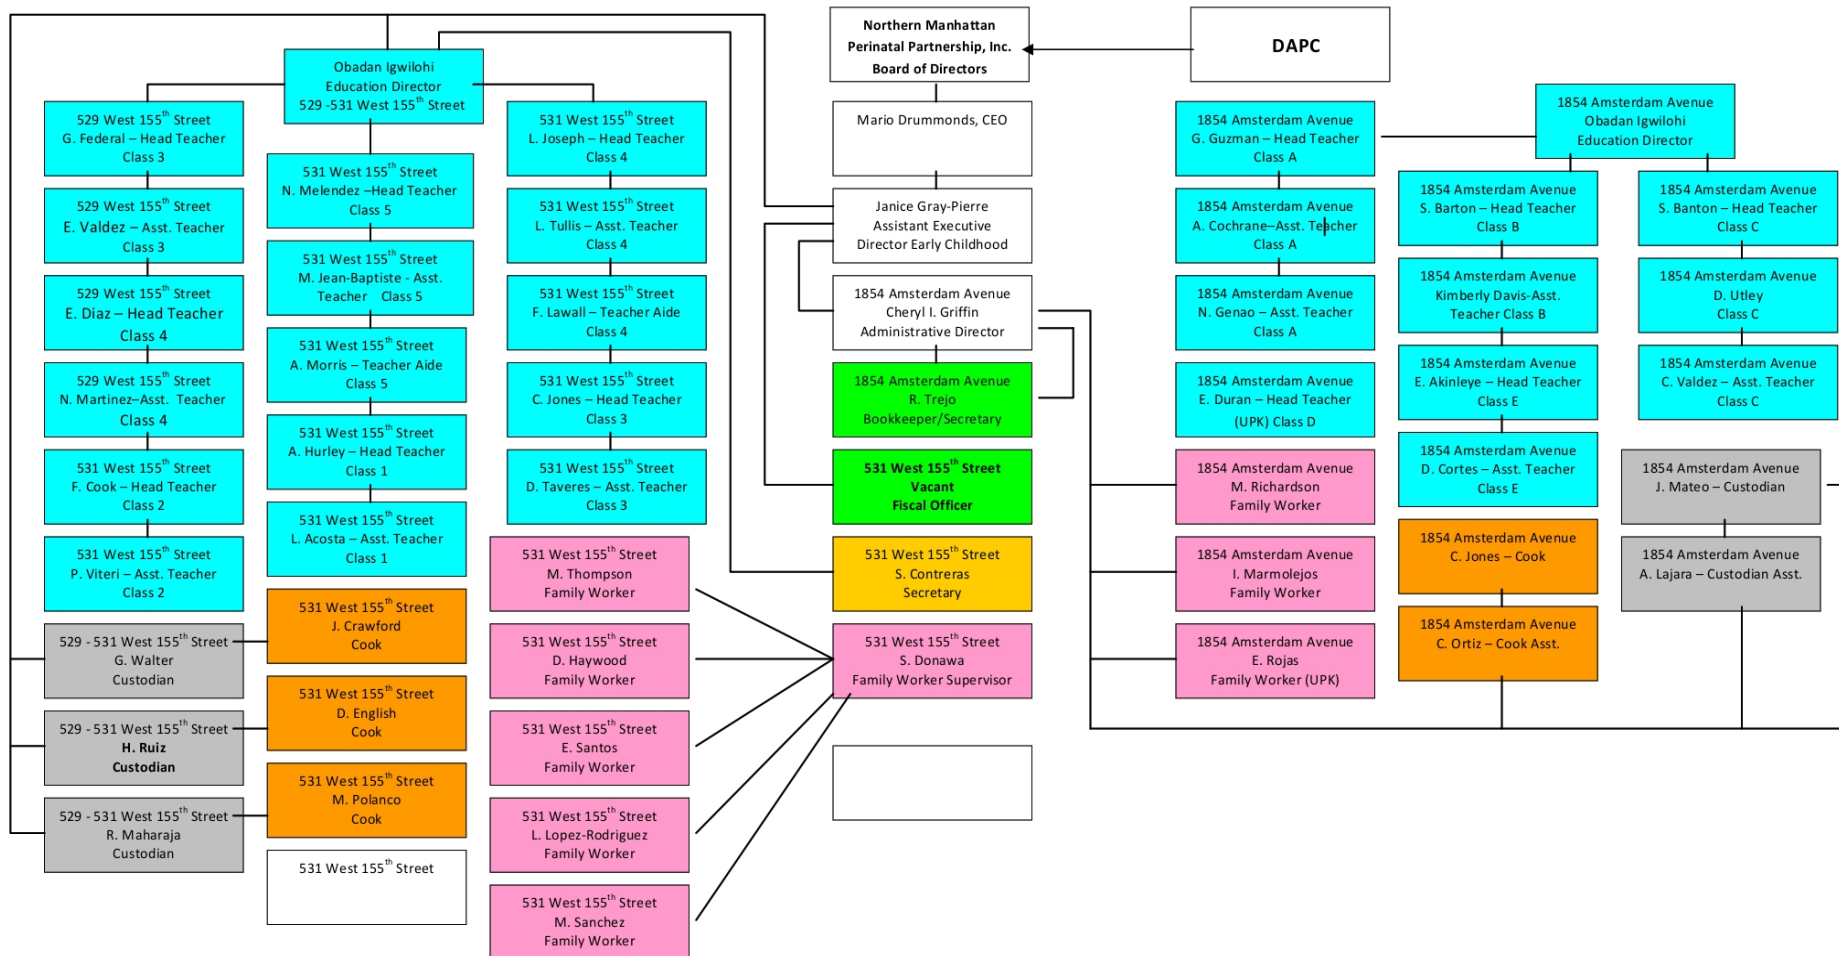 Northern Manhattan
Perinatal Partnership, Inc.
Board of Directors
DAPC
Mario Drummonds, CEO
Janice Gray-Pierre
Assistant Executive
Director Early Childhood
1854 Amsterdam Avenue
Cheryl I. Griffin
Administrative Director
1854 Amsterdam Avenue
R. Trejo
Bookkeeper/Secretary
531 West 155th Street
Vacant
Fiscal Officer
531 West 155th Street
S. Contreras
Secretary
531 West 155th Street
S. Donawa
Family Worker Supervisor
Obadan Igwilohi
Education Director
529 -531 West 155th Street
529 West 155th Street
G. Federal – Head Teacher
Class 3
529 West 155th Street
E. Valdez – Asst. Teacher
Class 3
529 West 155th Street
E. Diaz – Head Teacher
Class 4
529 West 155th Street
N. Martinez–Asst. Teacher
Class 4
531 West 155th Street
F. Cook – Head Teacher
Class 2
531 West 155th Street
P. Viteri – Asst. Teacher
Class 2
529 - 531 West 155th Street
G. Walter
Custodian
529 - 531 West 155th Street
H. Ruiz
Custodian
529 - 531 West 155th Street
R. Maharaja
Custodian
531 West 155th Street
N. Melendez –Head Teacher
Class 5
531 West 155th Street
M. Jean-Baptiste - Asst.
Teacher Class 5
531 West 155th Street
A. Morris – Teacher Aide
Class 5
531 West 155th Street
A. Hurley – Head Teacher
Class 1
531 West 155th Street
L. Acosta – Asst. Teacher
Class 1
531 West 155th Street
J. Crawford
Cook
531 West 155th Street
D. English
Cook
531 West 155th Street
M. Polanco
Cook
531 West 155th Street
531 West 155th Street
L. Joseph – Head Teacher
Class 4
531 West 155th Street
L. Tullis – Asst. Teacher
Class 4
531 West 155th Street
F. Lawall – Teacher Aide
Class 4
531 West 155th Street
C. Jones – Head Teacher
Class 3
531 West 155th Street
D. Taveres – Asst. Teacher
Class 3
531 West 155th Street
M. Thompson
Family Worker
531 West 155th Street
D. Haywood
Family Worker
531 West 155th Street
E. Santos
Family Worker
531 West 155th Street
L. Lopez-Rodriguez
Family Worker
531 West 155th Street
M. Sanchez
Family Worker
1854 Amsterdam Avenue
Obadan Igwilohi
Education Director
1854 Amsterdam Avenue
G. Guzman – Head Teacher
Class A
1854 Amsterdam Avenue
A. Cochrane–Asst. Teacher
Class A
1854 Amsterdam Avenue
N. Genao – Asst. Teacher
Class A
1854 Amsterdam Avenue
E. Duran – Head Teacher
(UPK) Class D
1854 Amsterdam Avenue
M. Richardson
Family Worker
1854 Amsterdam Avenue
I. Marmolejos
Family Worker
1854 Amsterdam Avenue
E. Rojas
Family Worker (UPK)
1854 Amsterdam Avenue
S. Barton – Head Teacher
Class B
1854 Amsterdam Avenue
Kimberly Davis-Asst.
Teacher Class B
1854 Amsterdam Avenue
E. Akinleye – Head Teacher
Class E
1854 Amsterdam Avenue
D. Cortes – Asst. Teacher
Class E
1854 Amsterdam Avenue
C. Jones – Cook
1854 Amsterdam Avenue
C. Ortiz – Cook Asst.
1854 Amsterdam Avenue
S. Banton – Head Teacher
Class C
1854 Amsterdam Avenue
D. Utley
Class C
1854 Amsterdam Avenue
C. Valdez – Asst. Teacher
Class C
1854 Amsterdam Avenue
J. Mateo – Custodian
1854 Amsterdam Avenue
A. Lajara – Custodian Asst.